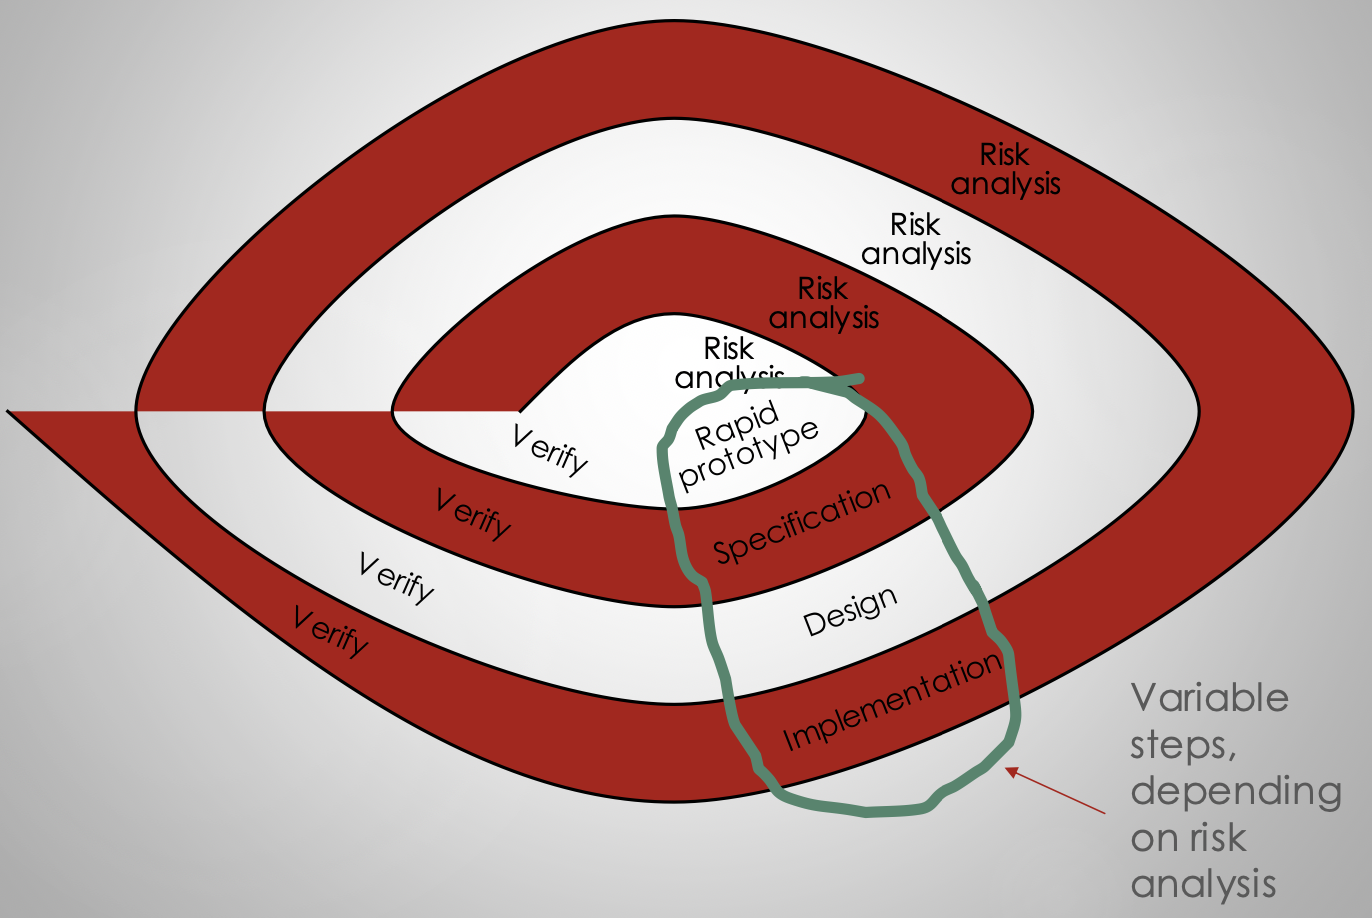 Risk
analysis
Risk
analysis
Risk
analysis
Risk
analysis
Rapid
prototype
Verify
Verify
Specification
Verify
Design
Verify
Implementation
Variable
steps,
depending
on risk
analysis